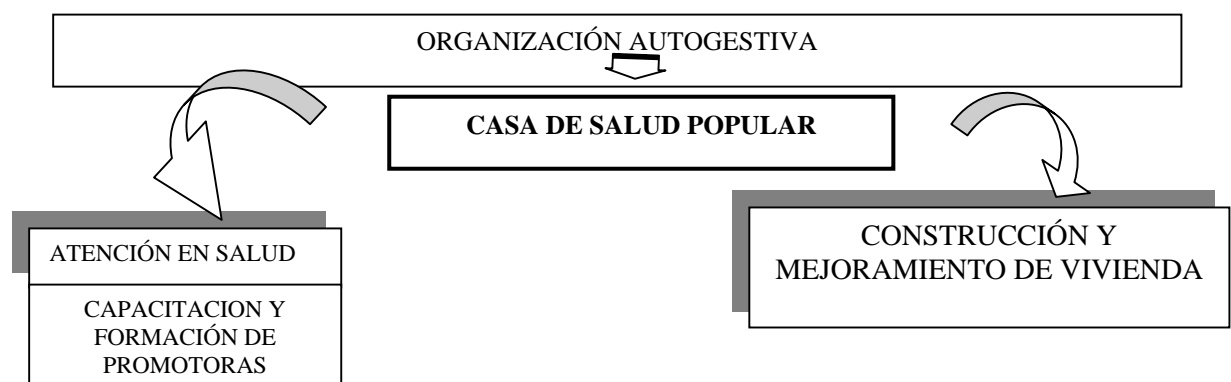 ORGANIZACIÓN AUTOGESTIVA
CASA DE SALUD POPULAR
ATENCIÓN EN SALUD
CAPACITACION Y
FORMACIÓN DE
PROMOTORAS
CONSTRUCCIÓN Y
MEJORAMIENTO DE VIVIENDA